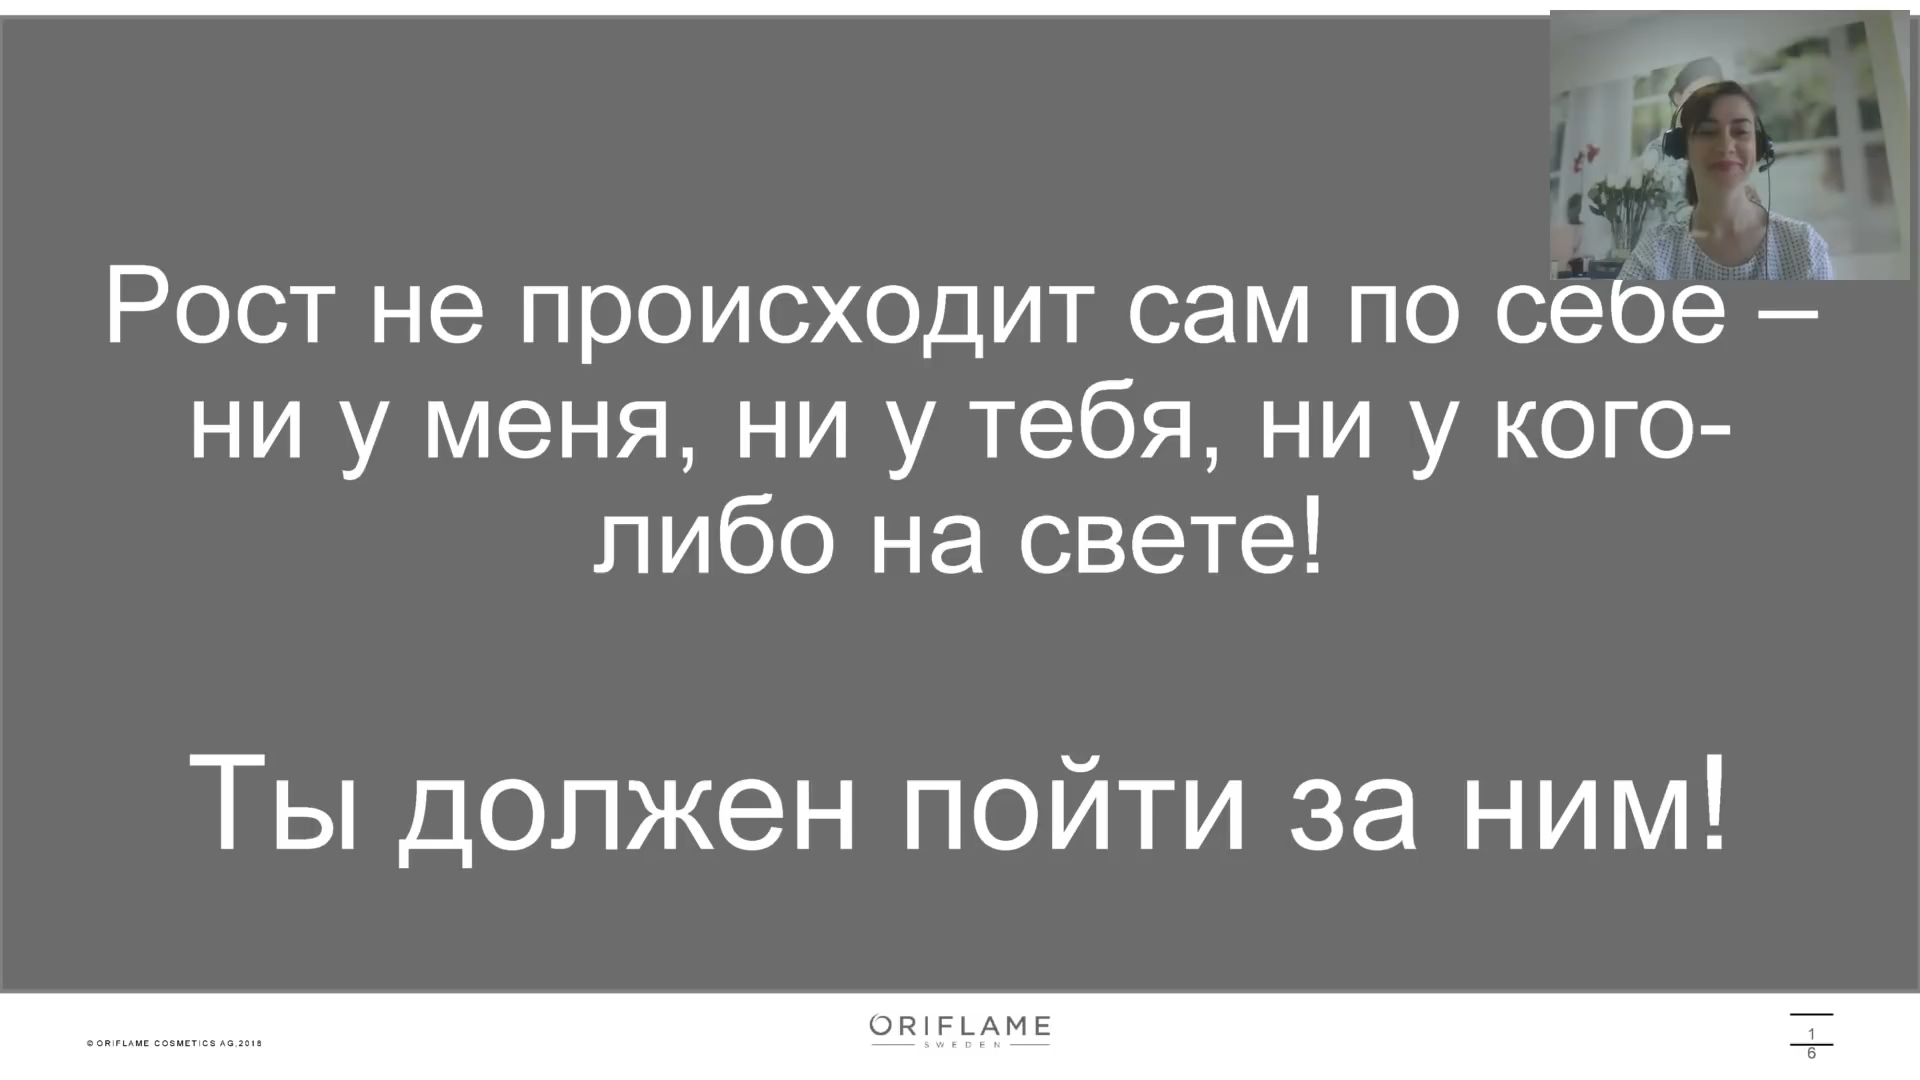 Рост не происходит сам по себе –
ни у меня, ни у тебя, ни у кого-
либо на свете!
Ты должен пойти за ним!
© ORIFLAME COSMETICS AG,2018
ORIFLAME
SWEDEN
1
6